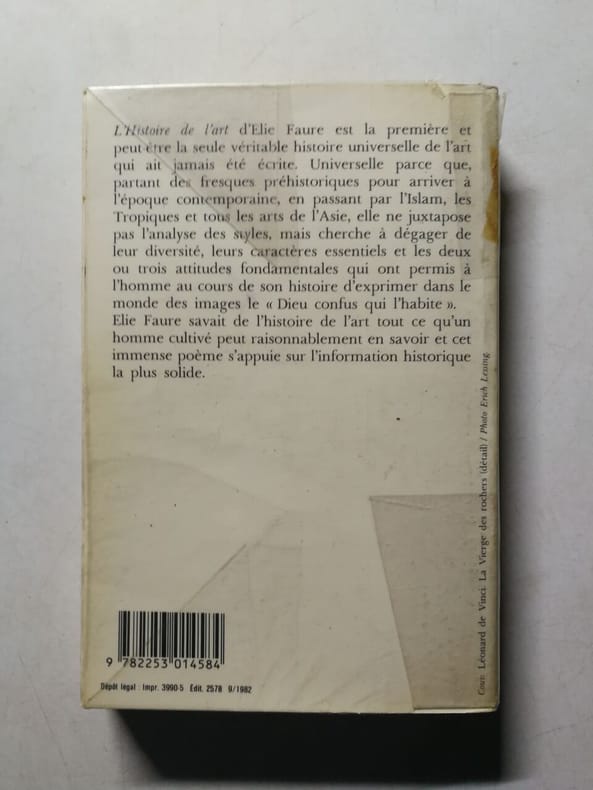 L'Histoire de l'art d'Elie Faure est la première et
peut être la seule véritable histoire universelle de l'art
qui ait jamais été écrite. Universelle parce que,
partant des fresques préhistoriques pour arriver à
l'époque contemporaine, en passant par l'Islam, les
Tropiques et tous les arts de l'Asie, elle ne juxtapose
pas l'analyse des styles, mais cherche à dégager de
leur diversité, leurs caractères essentiels et les deux
ou trois attitudes fondamentales qui ont permis à
l'homme au cours de son histoire d'exprimer dans le
monde des images le « Dieu confus qui l'habite ».
Elie Faure savait de l'histoire de l'art tout ce qu'un
homme cultivé peut raisonnablement en savoir et cet
immense poème s'appuie sur l'information historique
la plus solide.
Couv: Léonard de Vinci. La Vierge des rochers (détail) / Photo Erich Lessing.
9 782253 014584
Dépôt légal Impr. 3990-5 Édit. 2578 9/1982